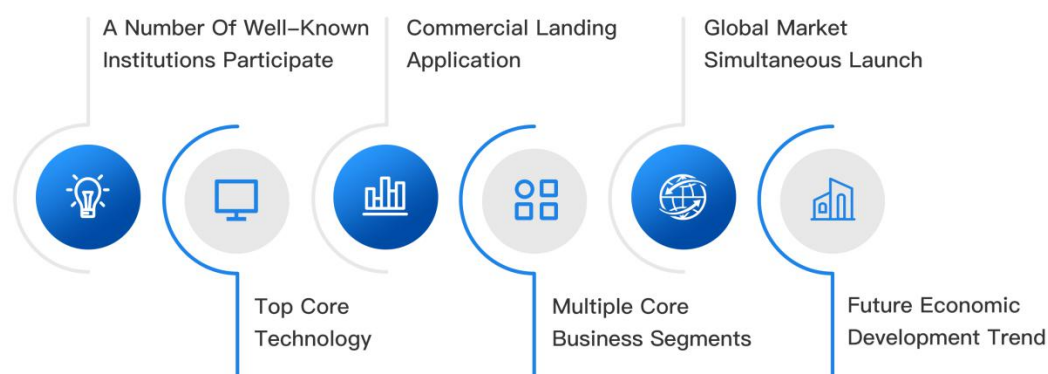 A Number Of Well-Known
Institutions Participate
Commercial Landing
Application
Global Market
Simultaneous Launch
Top Core
Technology
Multiple Core
Business Segments
Future Economic
Development Trend